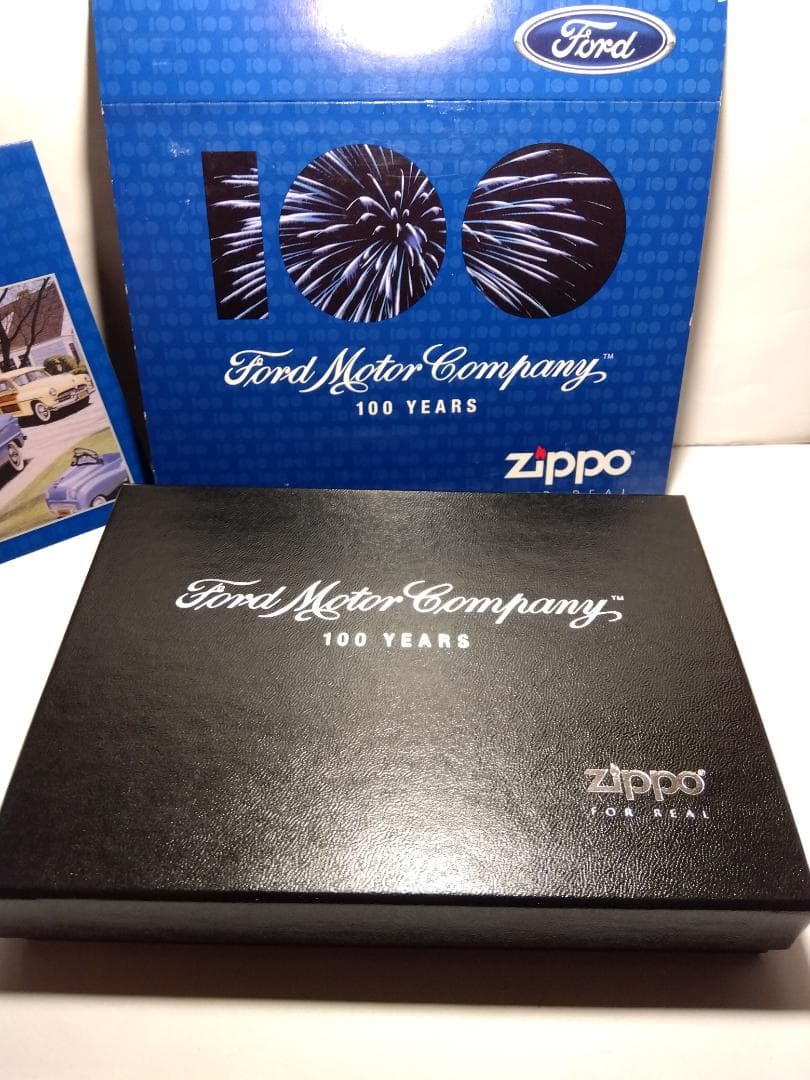 Ford
100
Ford Motor Company™
100 YEARS
Zippo
Ford Motor Company™
100 YEARS
Zippo®
FOR REAL